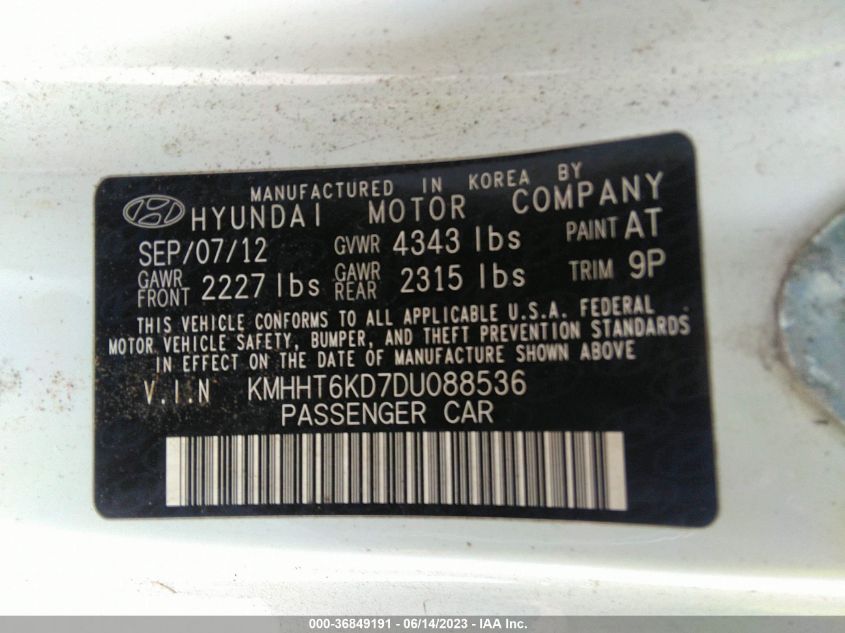 MANUFACTURED IN KOREA BY
HYUNDAI MOTOR COMPANY
SEP/07/12 GVWR 4343 lbs PAINT AT
GAWR FRONT 2227 lbs GAWR REAR 2315 lbs TRIM 9P
THIS VEHICLE CONFORMS TO ALL APPLICABLE U.S.A. FEDERAL
MOTOR VEHICLE SAFETY, BUMPER, AND THEFT PREVENTION STANDARDS
IN EFFECT ON THE DATE OF MANUFACTURE SHOWN ABOVE
V.I.N KMHHT6KD7DU088536
PASSENGER CAR
000-36849191 - 06/14/2023 - IAA Inc.